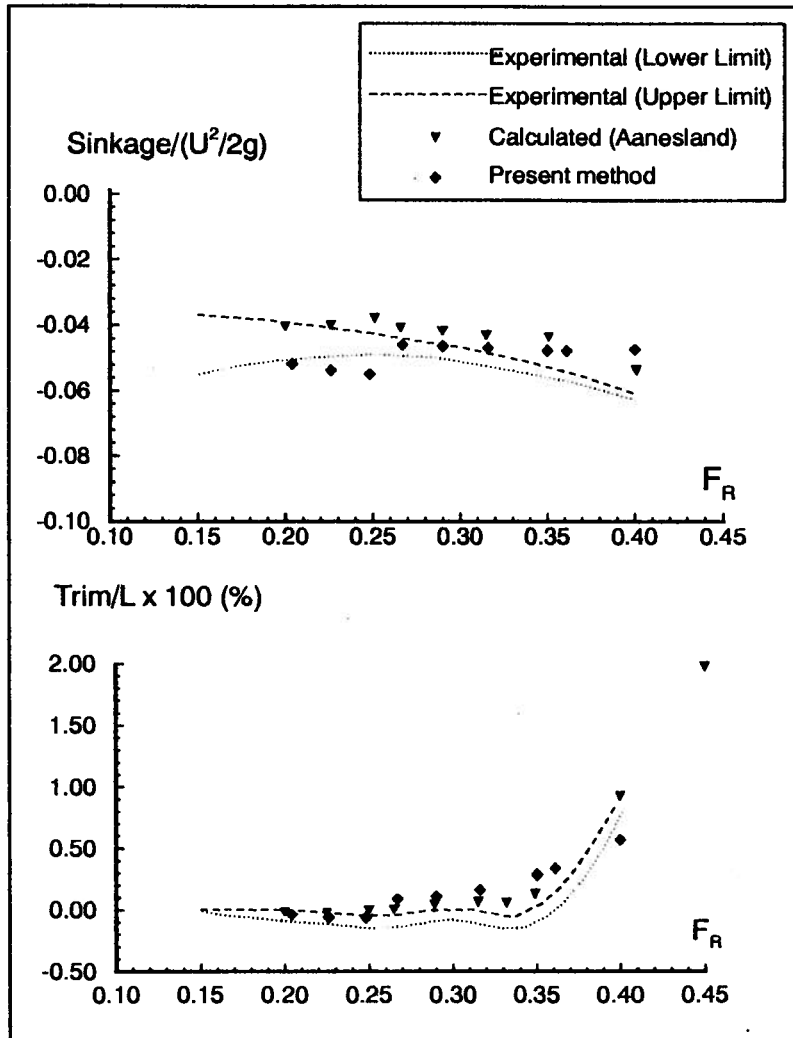 Experimental (Lower Limit)
Experimental (Upper Limit)
Calculated (Aanesland)
Present method
Sinkage/(U²/2g)
0.00
-0.02
-0.04
-0.06
-0.08
-0.10
F_R
0.10 0.15 0.20 0.25 0.30 0.35 0.40 0.45
Trim/L x 100 (%)
2.00
1.50
1.00
0.50
0.00
-0.50
F_R
0.10 0.15 0.20 0.25 0.30 0.35 0.40 0.45